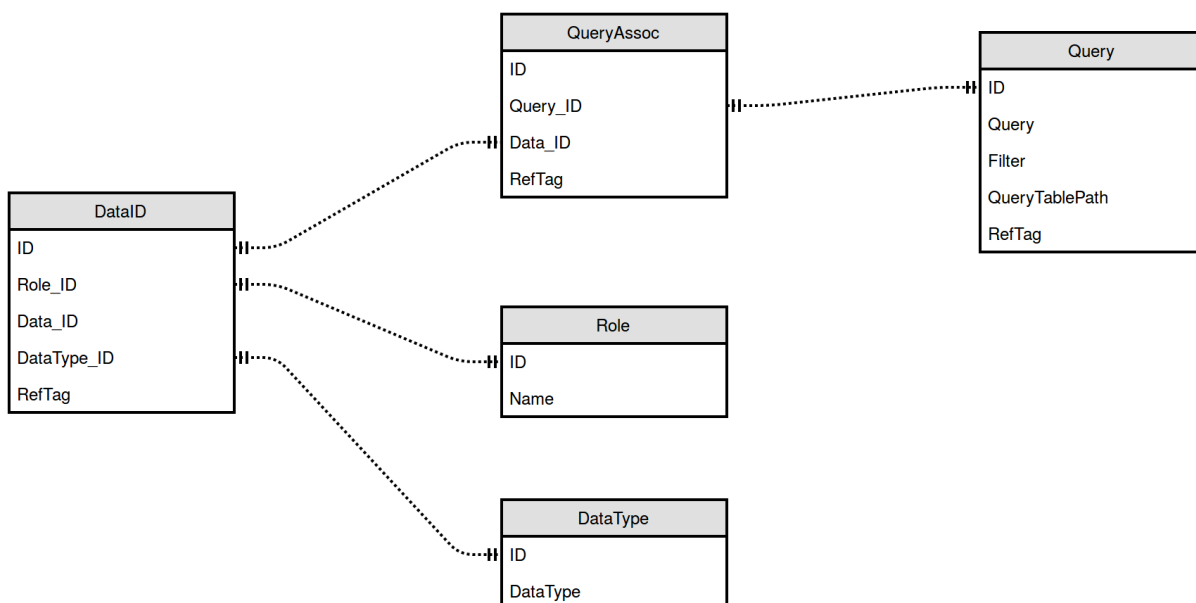 QueryAssoc
ID
Query_ID
Data_ID
RefTag
Query
ID
Query
Filter
QueryTablePath
RefTag
DataID
ID
Role_ID
Data_ID
DataType_ID
RefTag
Role
ID
Name
DataType
ID
DataType